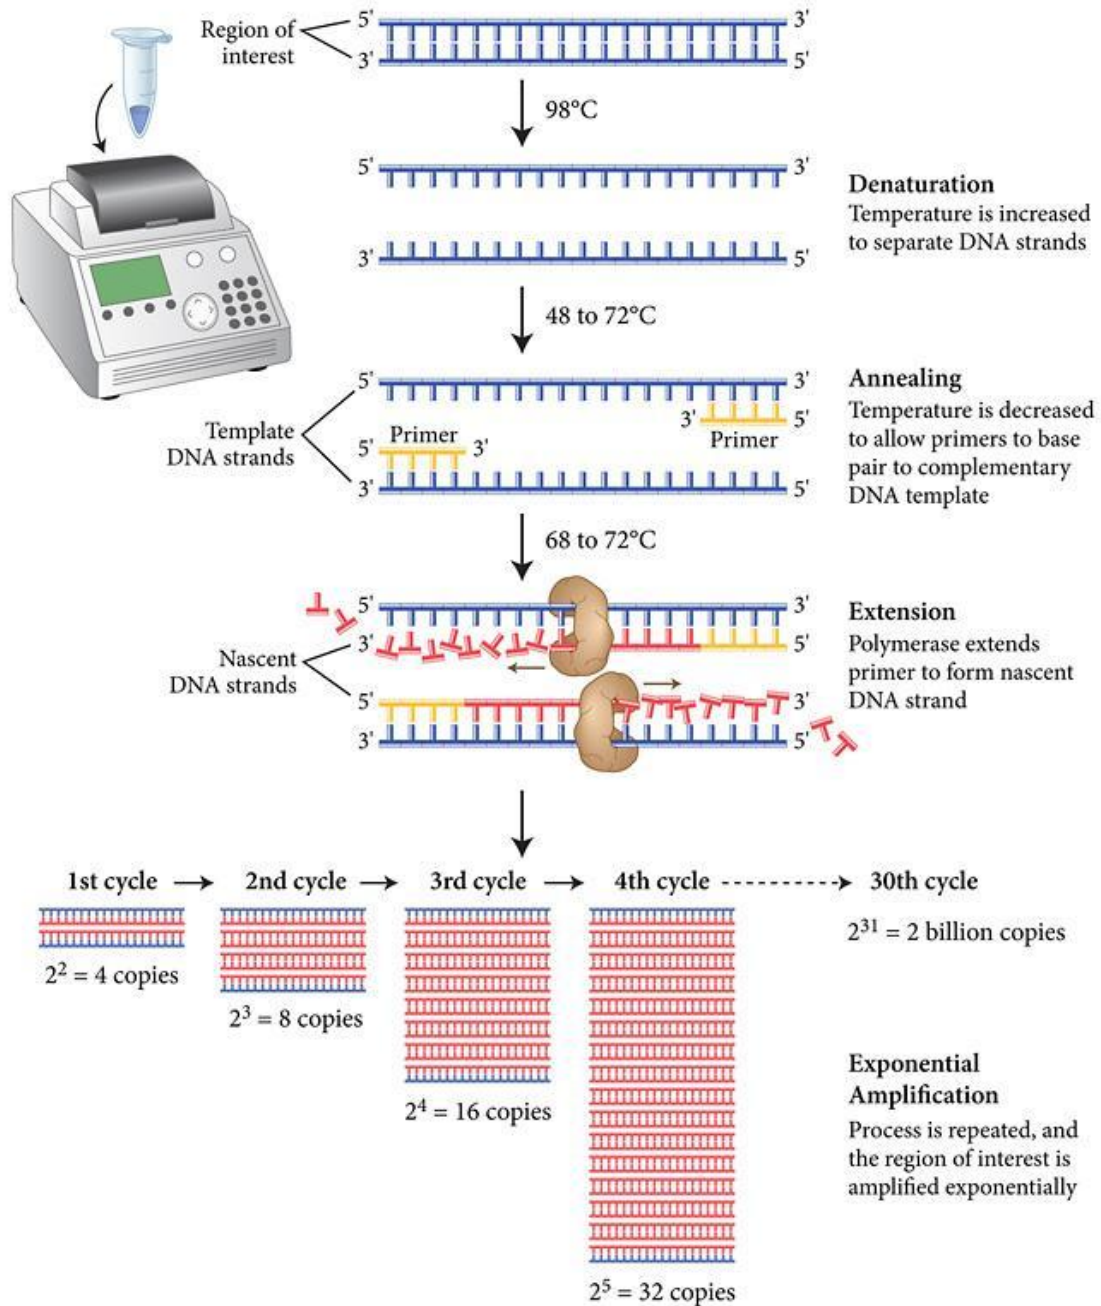 Region of
interest
5'
3'
3'
5'
98°C
5'
3'
3'
5'
Denaturation
Temperature is increased
to separate DNA strands
48 to 72°C
Template
DNA strands
5'
3'
3'
5'
Primer
5'
Primer
3'
3'
5'
Annealing
Temperature is decreased
to allow primers to base
pair to complementary
DNA template
68 to 72°C
Nascent
DNA strands
5'
3'
3'
5'
5'
3'
3'
5'
Extension
Polymerase extends
primer to form nascent
DNA strand
1st cycle
2nd cycle
3rd cycle
4th cycle
30th cycle
2² = 4 copies
2³ = 8 copies
2⁴ = 16 copies
2⁵ = 32 copies
2³¹ = 2 billion copies
Exponential
Amplification
Process is repeated, and
the region of interest is
amplified exponentially